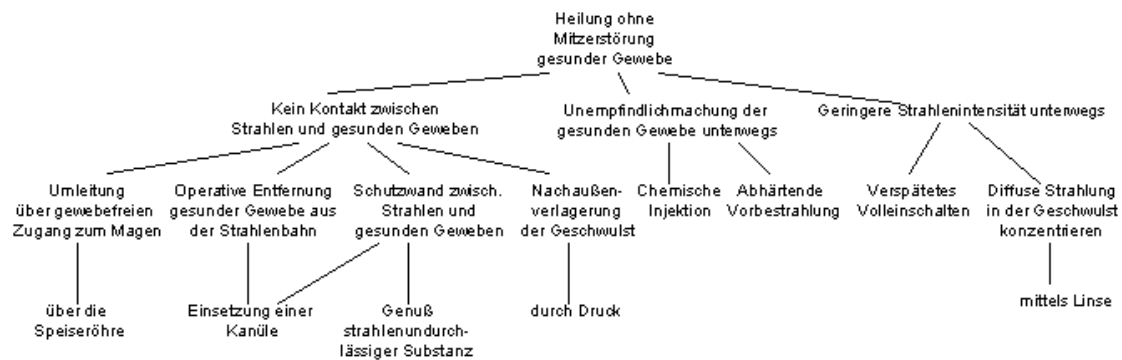 Heilung ohne
Mitzerstörung
gesunder Gewebe
Kein Kontakt zwischen
Strahlen und gesunden Geweben
Unempfindlichmachung der
gesunden Gewebe unterwegs
Geringere Strahlenintensität unterwegs
Umleitung
über gewebefreien
Zugang zum Magen
Operative Entfernung
gesunder Gewebe aus
der Strahlenbahn
Schutzwand zwisch.
Strahlen und
gesunden Geweben
Nachaußen-
verlagerung
der Geschwulst
Chemische
Injektion
Abhärtende
Vorbestrahlung
Verspätetes
Volleinschalten
Diffuse Strahlung
in der Geschwulst
konzentrieren
über die
Speiseröhre
Einsetzung einer
Kanüle
Genuß
strahlenundurch-
lässiger Substanz
durch Druck
mittels Linse